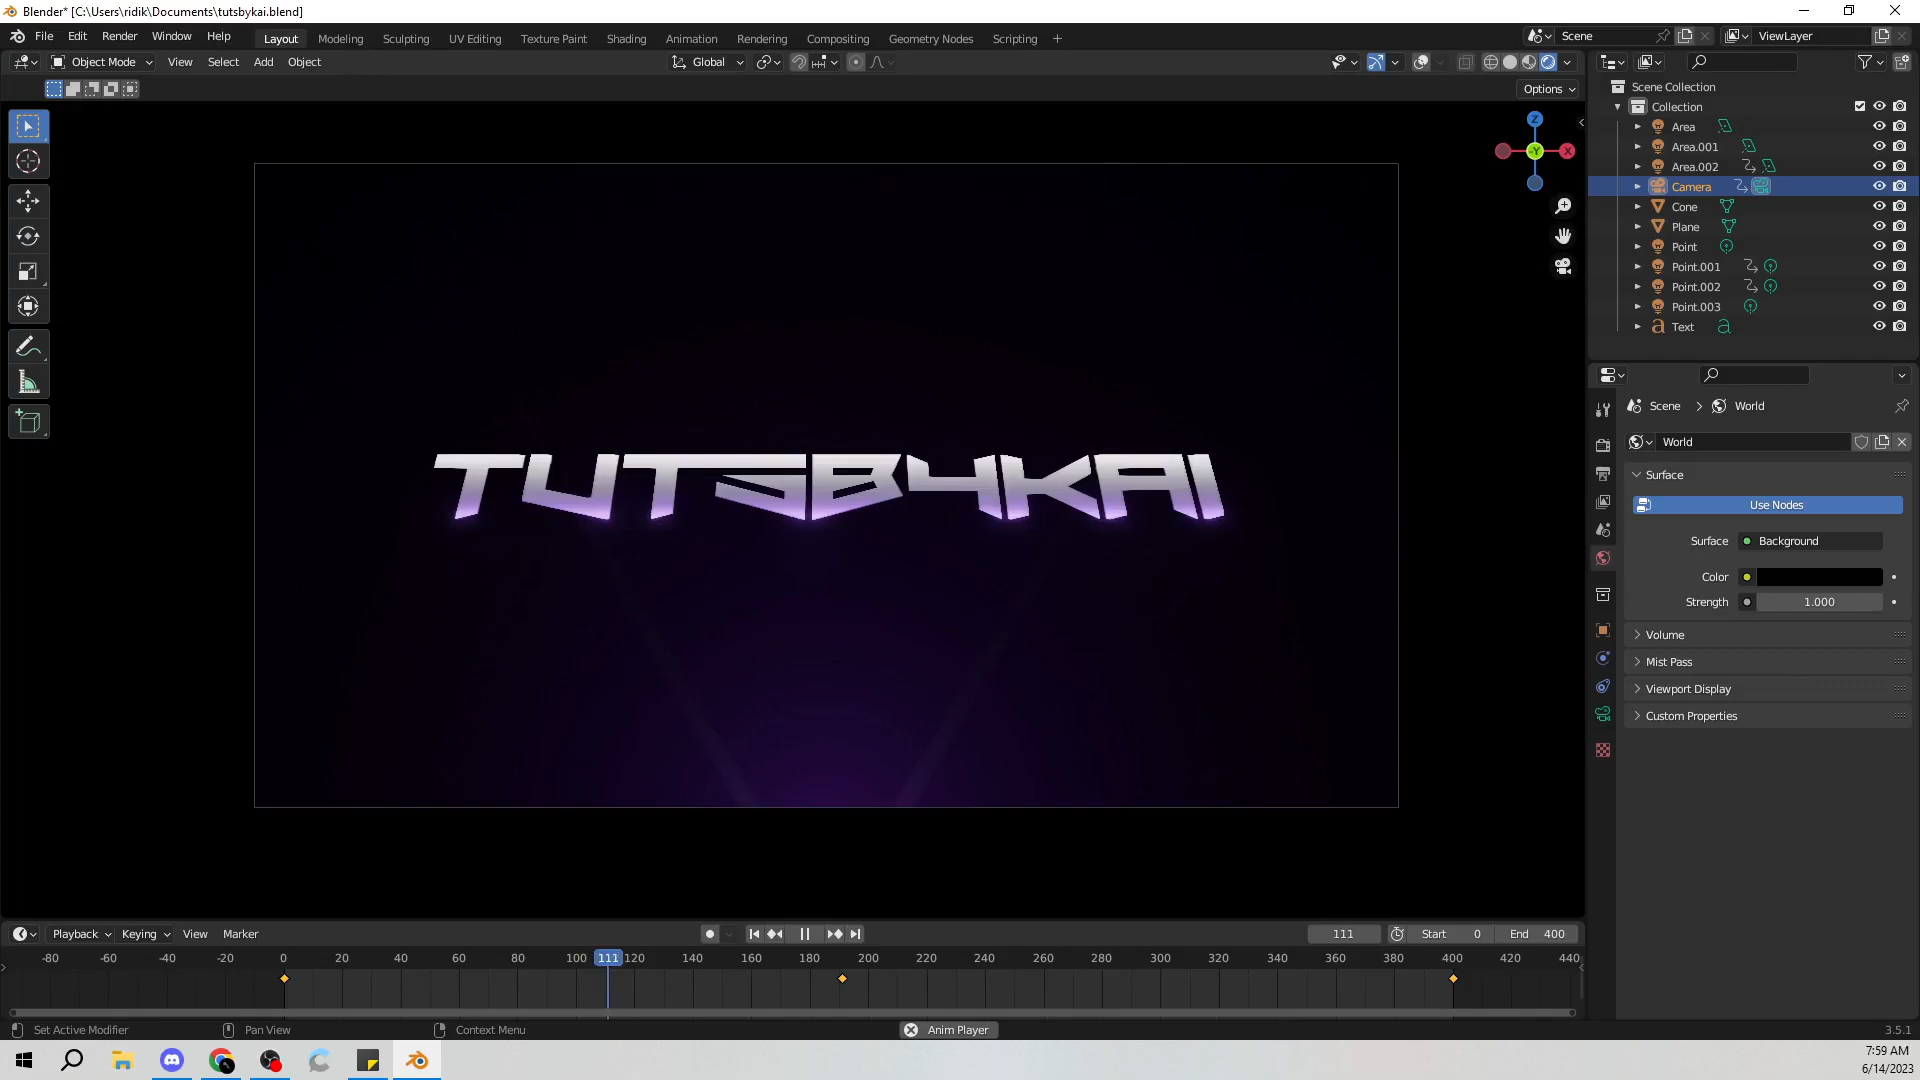 Blender* [C:\Users\ridik\Documents\tutsbykai.blend]
File Edit Render Window Help Layout Modeling Sculpting UV Editing Texture Paint Shading Animation Rendering Compositing Geometry Nodes Scripting + Scene ViewLayer
Object Mode View Select Add Object Global
Options
Z
-Y
X
TUTSBYKAI
Scene Collection
Collection
Area
Area.001
Area.002
Camera
Cone
Plane
Point
Point.001
Point.002
Point.003
Text
Scene > World
World
Surface
Use Nodes
Surface Background
Color
Strength 1.000
Volume
Mist Pass
Viewport Display
Custom Properties
Playback Keying View Marker 111 Start 0 End 400
-80 -60 -40 -20 0 20 40 60 80 100 111 120 140 160 180 200 220 240 260 280 300 320 340 360 380 400 420 440
Set Active Modifier Pan View Context Menu Anim Player 3.5.1
7:59 AM
6/14/2023